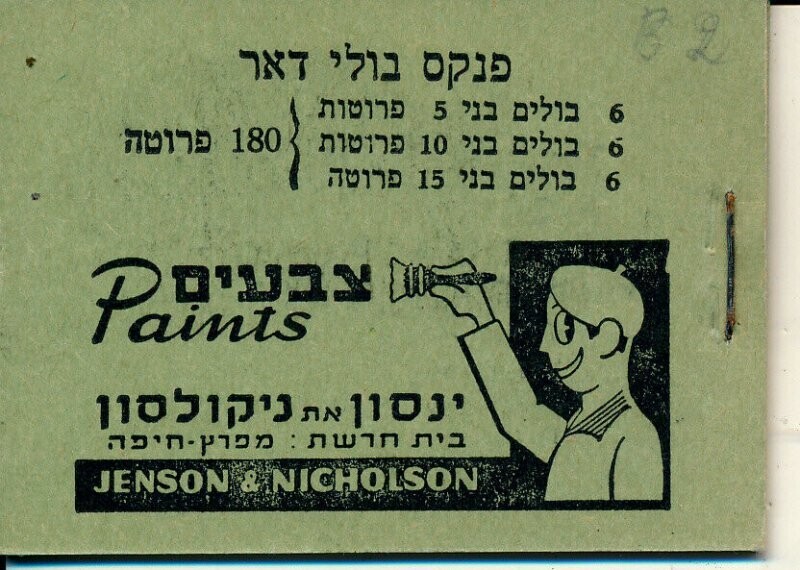 פנקס בולי דאר
6 בולים בני 5 פרוטות
6 בולים בני 10 פרוטות
6 בולים בני 15 פרוטה
180 פרוטה
צבעים
Paints
ינסון את ניקולסון
בית חרשת : מפרץ-חיפה
JENSON & NICHOLSON